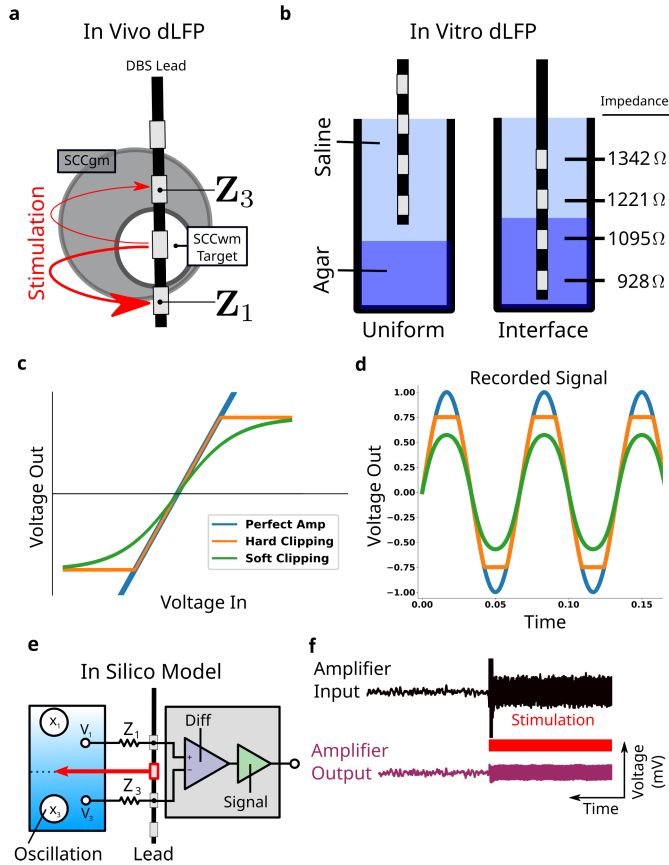 a
In Vivo dLFP
DBS Lead
SCCgm
Z3
Stimulation
SCCwm
Target
Z1
b
In Vitro dLFP
Impedance
Saline
1342 Ω
1221 Ω
1095Ω
928Ω
Agar
Uniform
Interface
c
Voltage Out
Perfect Amp
Hard Clipping
Soft Clipping
Voltage In
d
Recorded Signal
Voltage Out
1.00
0.75
0.50
0.25
0.00
−0.25
−0.50
−0.75
−1.00
0.00
0.05
0.10
0.15
Time
e
In Silico Model
x1
V1
Z1
Diff
+
−
x3
V3
Z3
Signal
Oscillation
Lead
f
Amplifier
Input
Stimulation
Amplifier
Output
Voltage
(mV)
Time